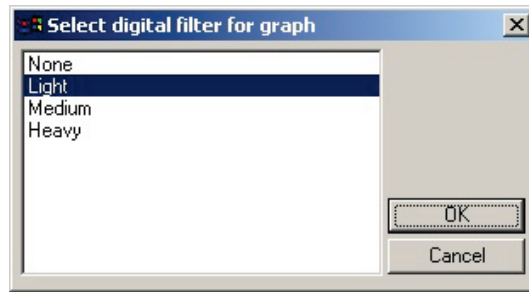 Select digital filter for graph
None
Light
Medium
Heavy
OK
Cancel